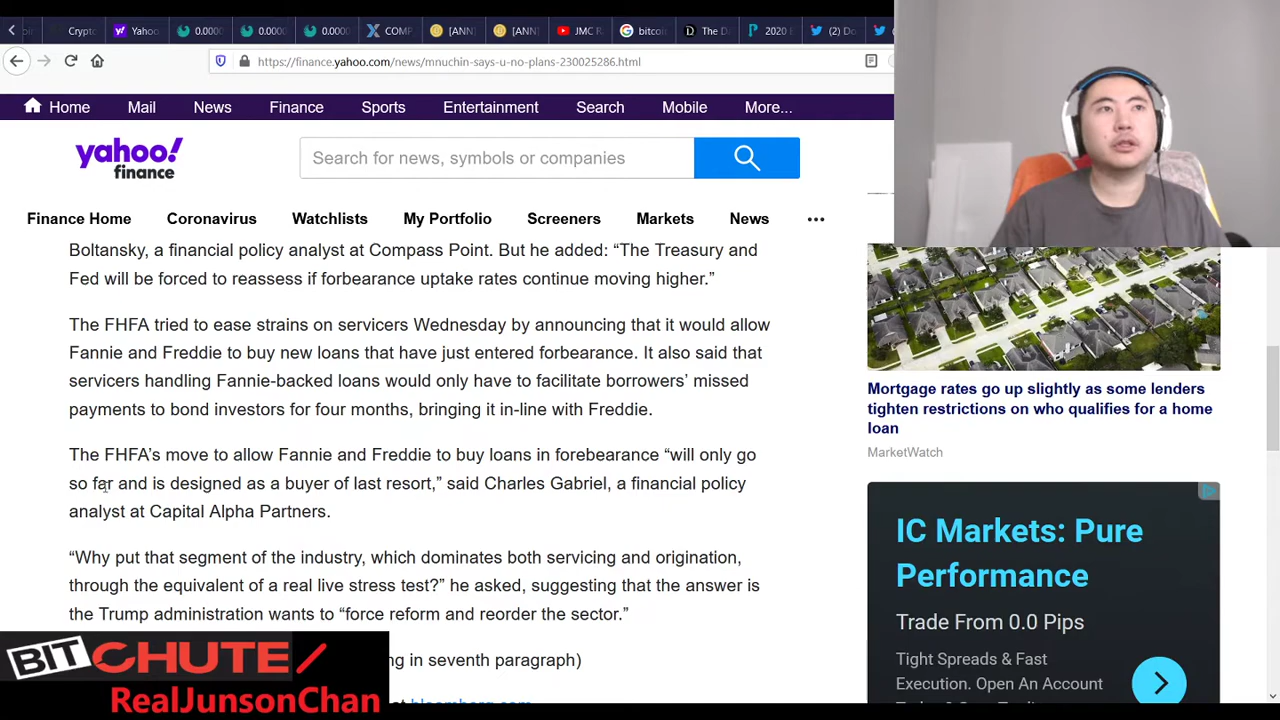 Crypto
Yaho
0.0000
0.0000
0.0000
COMP
[ANN]
[ANN]
JMC R
bitcoi
The D
2020 E
(2) Do
(2)
https://finance.yahoo.com/news/mnuchin-says-u-no-plans-230025286.html
Home Mail News Finance Sports Entertainment Search Mobile More...
yahoo!
finance
Search for news, symbols or companies
Finance Home Coronavirus Watchlists My Portfolio Screeners Markets News
Boltansky, a financial policy analyst at Compass Point. But he added: “The Treasury and
Fed will be forced to reassess if forbearance uptake rates continue moving higher.”
The FHFA tried to ease strains on servicers Wednesday by announcing that it would allow
Fannie and Freddie to buy new loans that have just entered forbearance. It also said that
servicers handling Fannie-backed loans would only have to facilitate borrowers’ missed
payments to bond investors for four months, bringing it in-line with Freddie.
The FHFA’s move to allow Fannie and Freddie to buy loans in forebearance “will only go
so far and is designed as a buyer of last resort,” said Charles Gabriel, a financial policy
analyst at Capital Alpha Partners.
“Why put that segment of the industry, which dominates both servicing and origination,
through the equivalent of a real live stress test?” he asked, suggesting that the answer is
the Trump administration wants to “force reform and reorder the sector.”
ng in seventh paragraph)
at bloomberg.com
Mortgage rates go up slightly as some lenders
tighten restrictions on who qualifies for a home
loan
MarketWatch
IC Markets: Pure
Performance
Trade From 0.0 Pips
Tight Spreads & Fast
Execution. Open An Account
BITCHUTE
RealJunsonChan